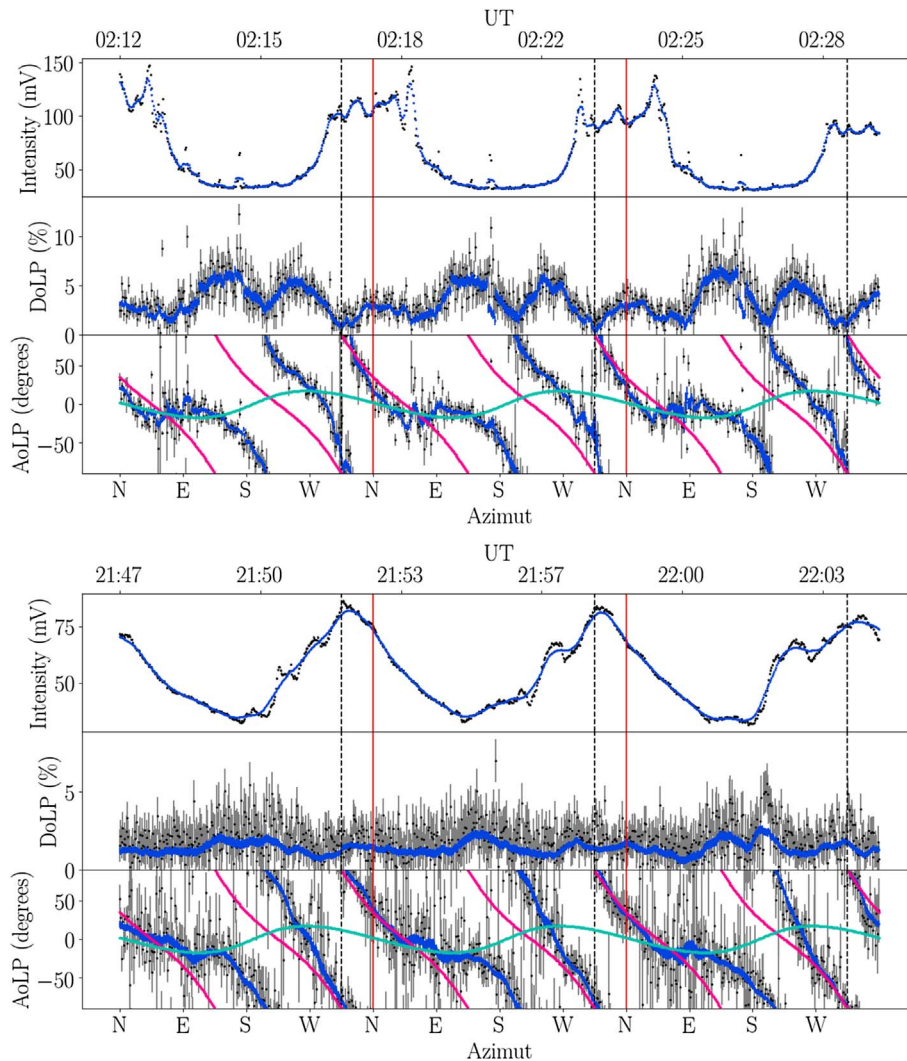 UT
02:12 02:15 02:18 02:22 02:25 02:28
Intensity (mV)
150
100
50
DoLP (%)
10
5
0
AoLP (degrees)
50
0
−50
N E S W N E S W N E S W
Azimut
UT
21:47 21:50 21:53 21:57 22:00 22:03
Intensity (mV)
75
50
DoLP (%)
5
0
AoLP (degrees)
50
0
−50
N E S W N E S W N E S W
Azimut